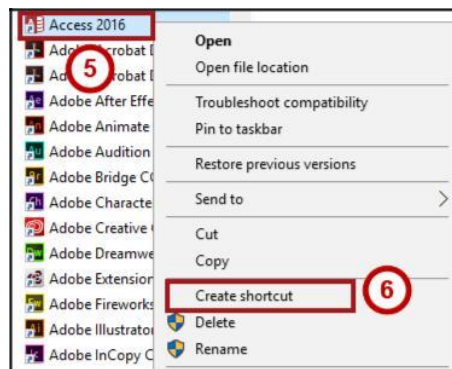 Access 2016
Adobe Acrobat D
Adobe Acrobat D
Adobe After Effe
Adobe Animate
Adobe Audition
Adobe Bridge CC
Adobe Characte
Adobe Creative
Adobe Dreamwe
Adobe Extension
Adobe Fireworks
Adobe Illustrator
Adobe InCopy C
5
Open
Open file location
Troubleshoot compatibility
Pin to taskbar
Restore previous versions
Send to
Cut
Copy
Create shortcut
6
Delete
Rename